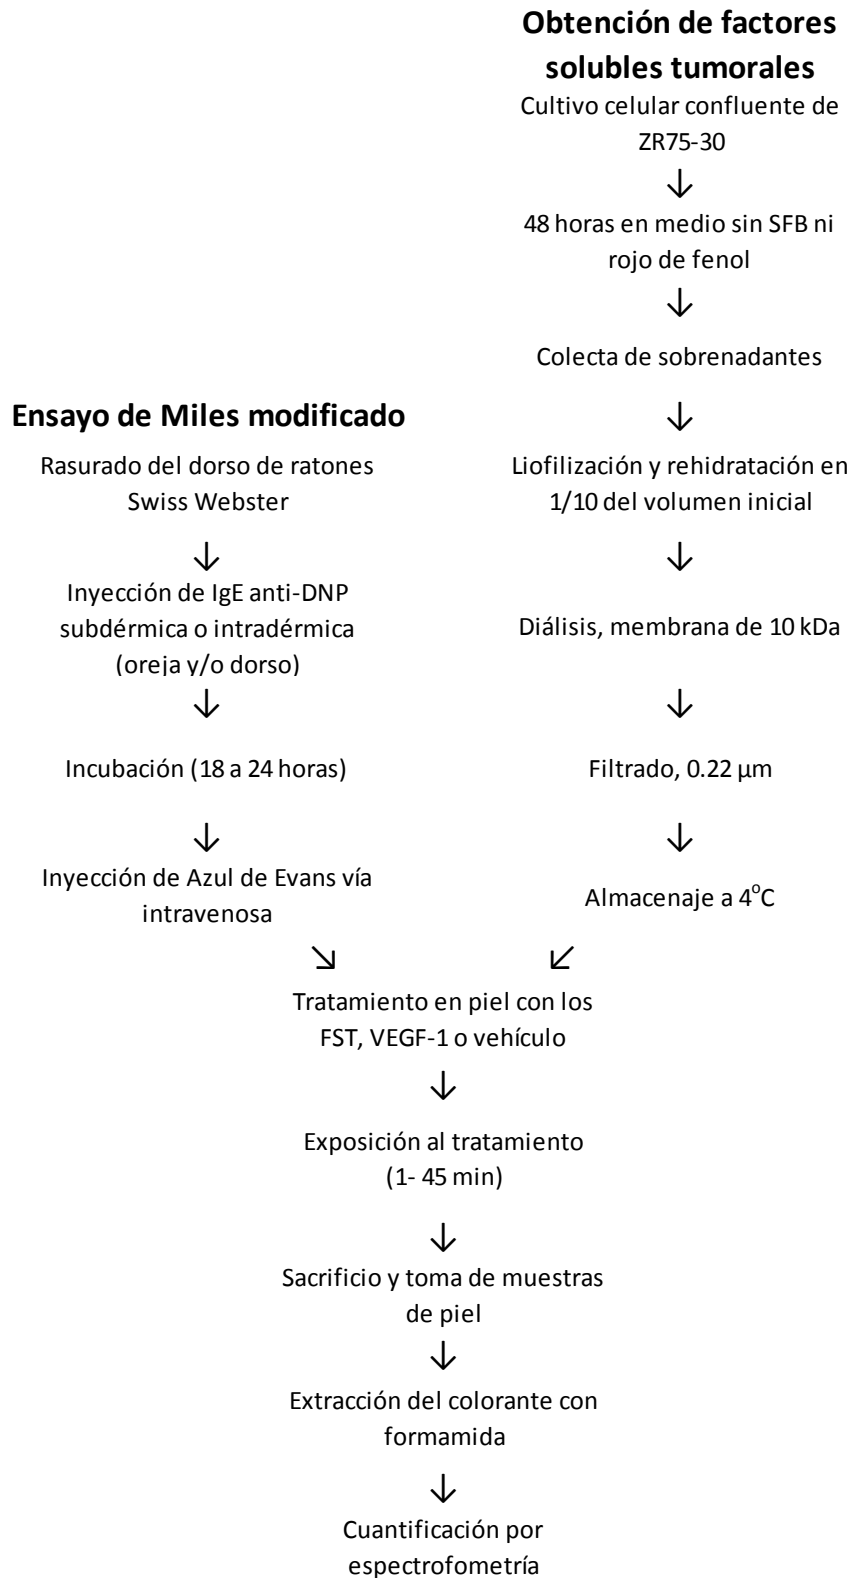 Obtención de factores
solubles tumorales
Cultivo celular confluente de
ZR75-30
↓
48 horas en medio sin SFB ni
rojo de fenol
↓
Colecta de sobrenadantes
↓
Liofilización y rehidratación en
1/10 del volumen inicial
↓
Diálisis, membrana de 10 kDa
↓
Filtrado, 0.22 µm
↓
Almacenaje a 4°C
Ensayo de Miles modificado
Rasurado del dorso de ratones
Swiss Webster
↓
Inyección de IgE anti-DNP
subdérmica o intradérmica
(oreja y/o dorso)
↓
Incubación (18 a 24 horas)
↓
Inyección de Azul de Evans vía
intravenosa
↘ ↙
Tratamiento en piel con los
FST, VEGF-1 o vehículo
↓
Exposición al tratamiento
(1- 45 min)
↓
Sacrificio y toma de muestras
de piel
↓
Extracción del colorante con
formamida
↓
Cuantificación por
espectrofometría